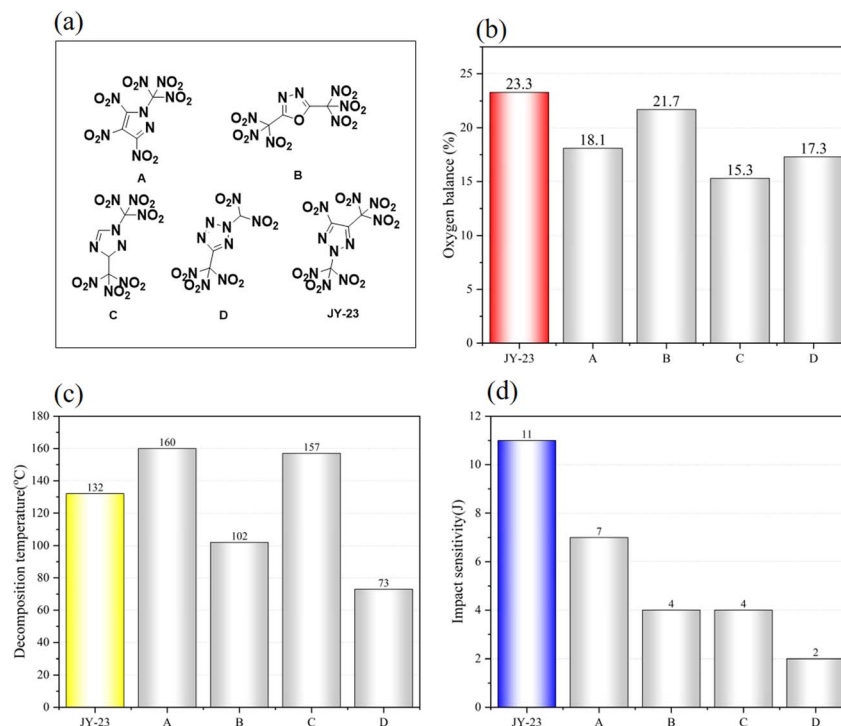 (a)
O2N NO2
NO2
NO2
O2N
N
N
O2N
NO2
A
N N
O2N
O2N
O2N
O
NO2
NO2
NO2
B
NO2
NO2
NO2
N
N
N
O2N
O2N NO2
C
NO2
NO2
N N
N
N
O2N
O2N NO2
D
NO2
O2N
NO2
NO2
N
N N
O2N
O2N NO2
JY-23
(b)
Oxygen balance (%)
25
20
15
10
5
0
23.3
18.1
21.7
15.3
17.3
JY-23 A B C D
(c)
Decomposition temperature(°C)
180
160
140
120
100
80
60
40
20
0
132
160
102
157
73
JY-23 A B C D
(d)
Impact sensitivity(J)
12
10
8
6
4
2
0
11
7
4
4
2
JY-23 A B C D